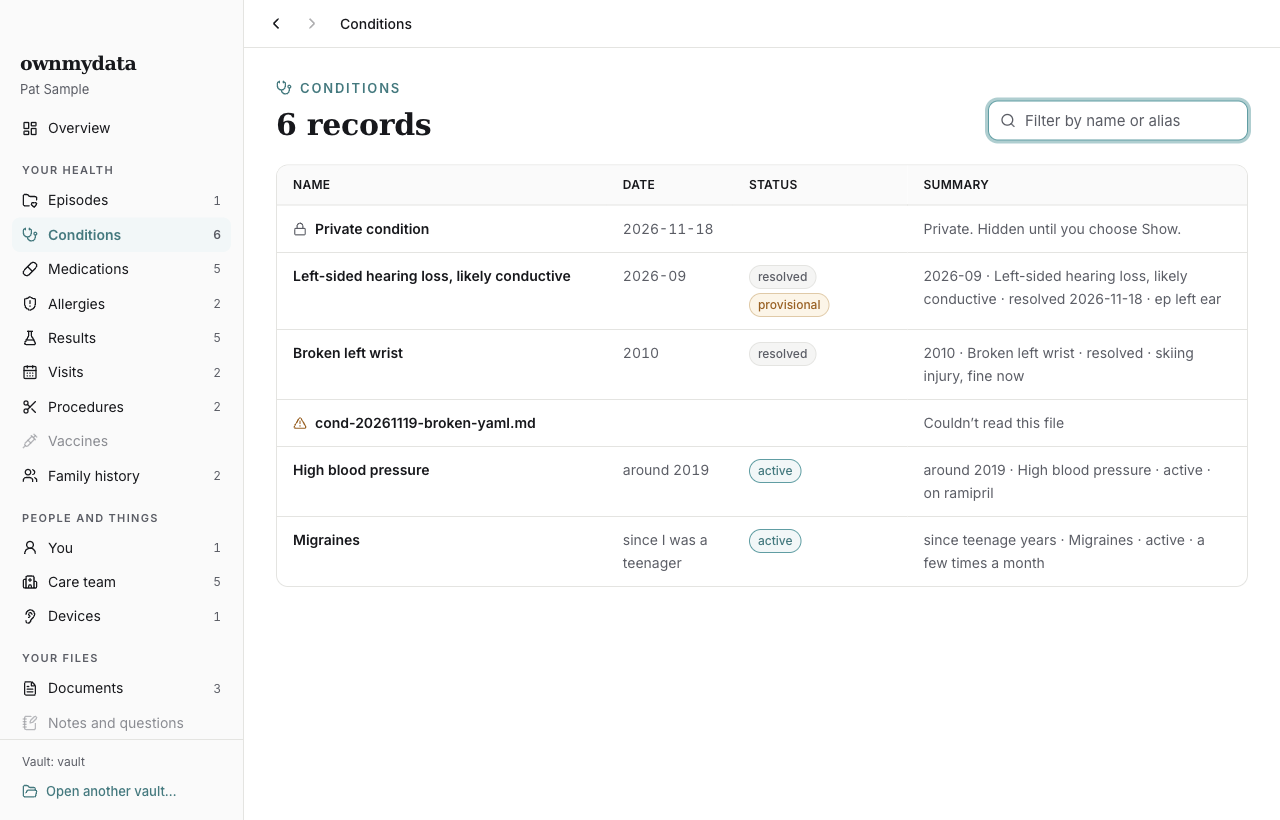 ownmydata
Pat Sample
Overview
YOUR HEALTH
Episodes 1
Conditions 6
Medications 5
Allergies 2
Results 5
Visits 2
Procedures 2
Vaccines
Family history 2
PEOPLE AND THINGS
You 1
Care team 5
Devices 1
YOUR FILES
Documents 3
Notes and questions
Vault: vault
Open another vault…
Conditions
CONDITIONS
6 records
Filter by name or alias
NAME DATE STATUS SUMMARY
Private condition 2026-11-18 Private. Hidden until you choose Show.
Left-sided hearing loss, likely conductive 2026-09 resolved 2026-09 · Left-sided hearing loss, likely
provisional conductive · resolved 2026-11-18 · ep left ear
Broken left wrist 2010 resolved 2010 · Broken left wrist · resolved · skiing
injury, fine now
cond-20261119-broken-yaml.md Couldn’t read this file
High blood pressure around 2019 active around 2019 · High blood pressure · active ·
on ramipril
Migraines since I was a active since teenage years · Migraines · active · a
teenager few times a month